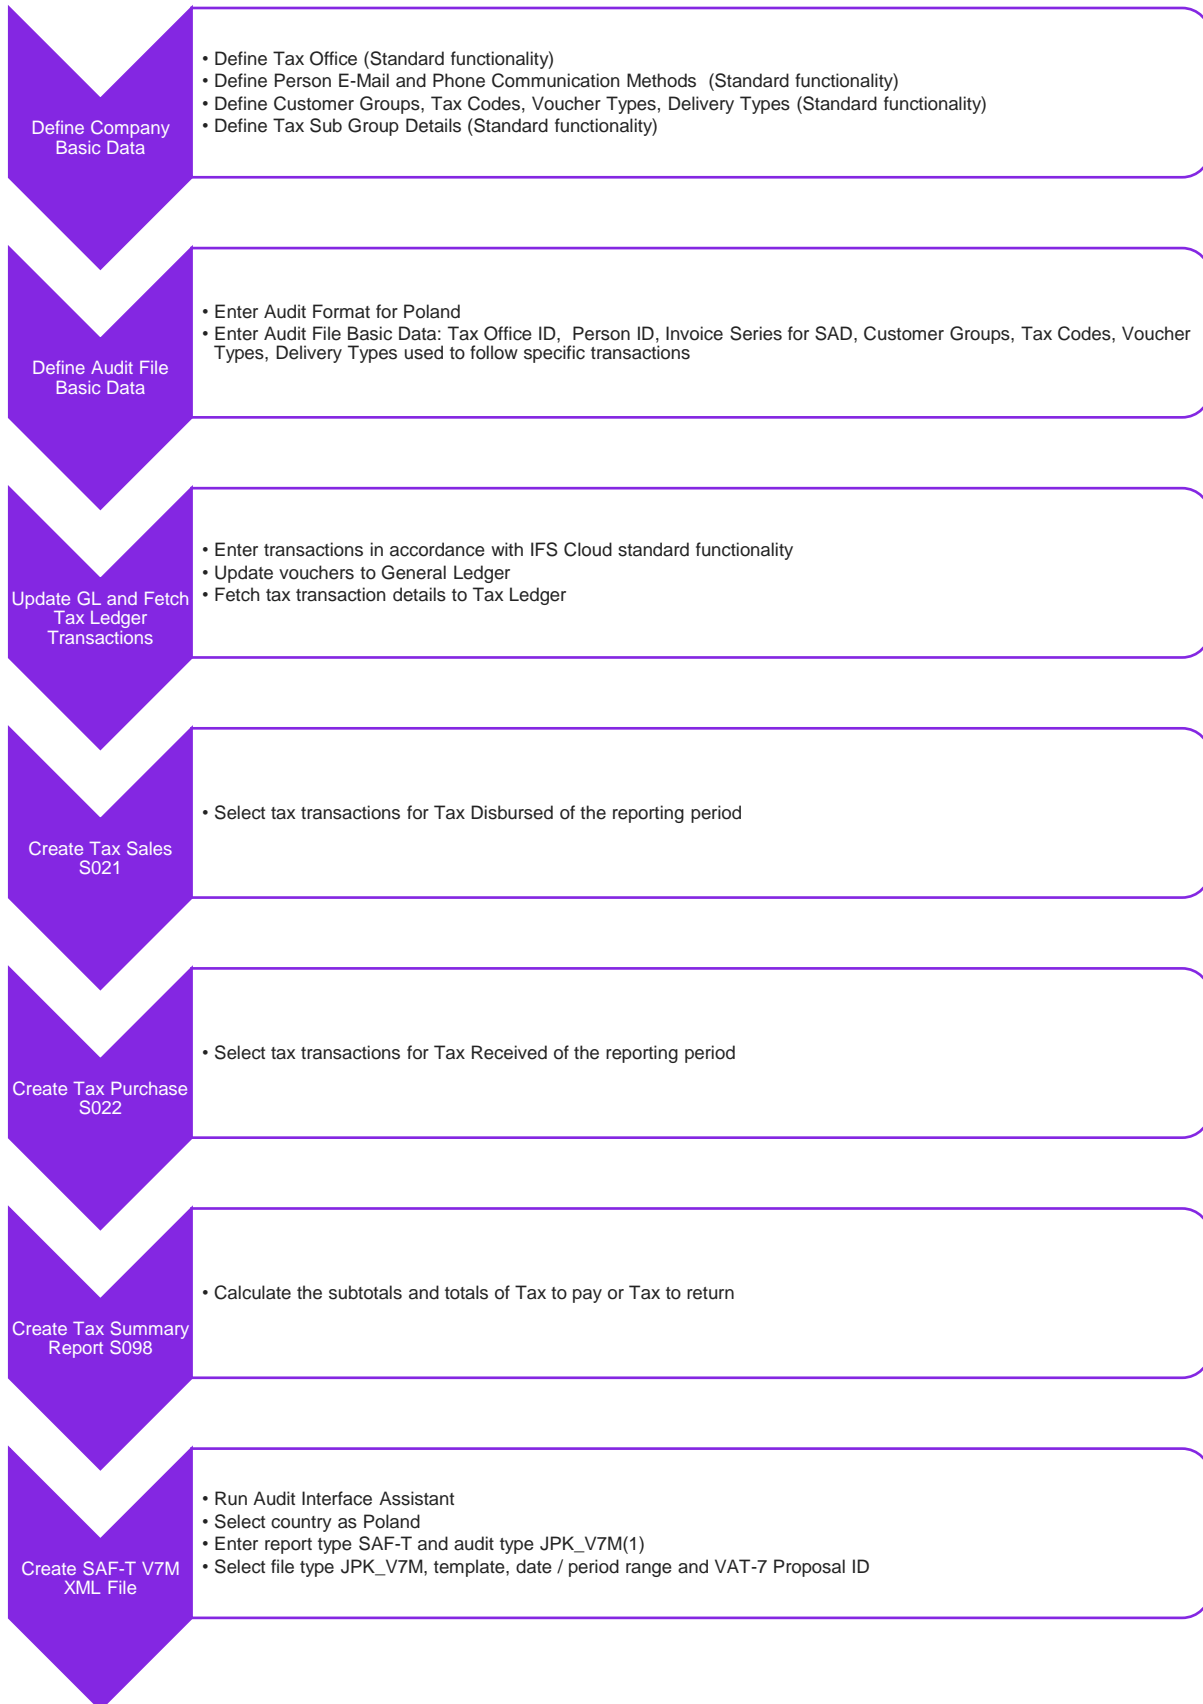 Define Company
Basic Data
• Define Tax Office (Standard functionality)
• Define Person E-Mail and Phone Communication Methods (Standard functionality)
• Define Customer Groups, Tax Codes, Voucher Types, Delivery Types (Standard functionality)
• Define Tax Sub Group Details (Standard functionality)
Define Audit File
Basic Data
• Enter Audit Format for Poland
• Enter Audit File Basic Data: Tax Office ID, Person ID, Invoice Series for SAD, Customer Groups, Tax Codes, Voucher
Types, Delivery Types used to follow specific transactions
Update GL and Fetch
Tax Ledger
Transactions
• Enter transactions in accordance with IFS Cloud standard functionality
• Update vouchers to General Ledger
• Fetch tax transaction details to Tax Ledger
Create Tax Sales
S021
• Select tax transactions for Tax Disbursed of the reporting period
Create Tax Purchase
S022
• Select tax transactions for Tax Received of the reporting period
Create Tax Summary
Report S098
• Calculate the subtotals and totals of Tax to pay or Tax to return
Create SAF-T V7M
XML File
• Run Audit Interface Assistant
• Select country as Poland
• Enter report type SAF-T and audit type JPK_V7M(1)
• Select file type JPK_V7M, template, date / period range and VAT-7 Proposal ID